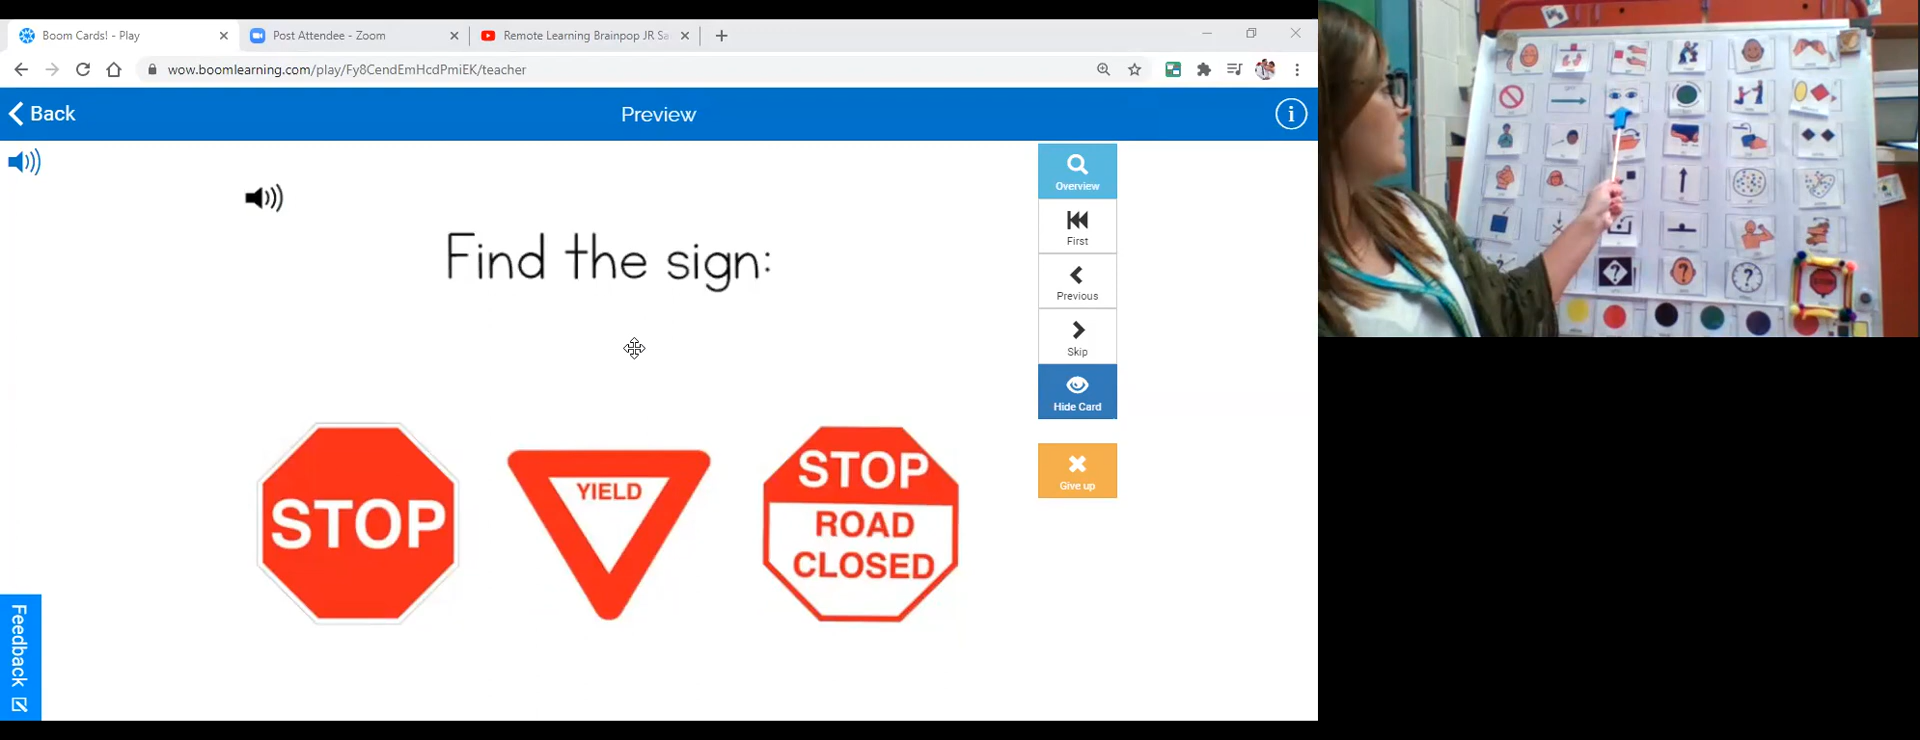 Boom Cards! - Play
Post Attendee - Zoom
Remote Learning Brainpop JR Sa
wow.boomlearning.com/play/Fy8CendEmHcdPmiEK/teacher
Back
Preview
Overview
First
Previous
Skip
Hide Card
Give up
Find the sign:
STOP
YIELD
STOP
ROAD
CLOSED
Feedback